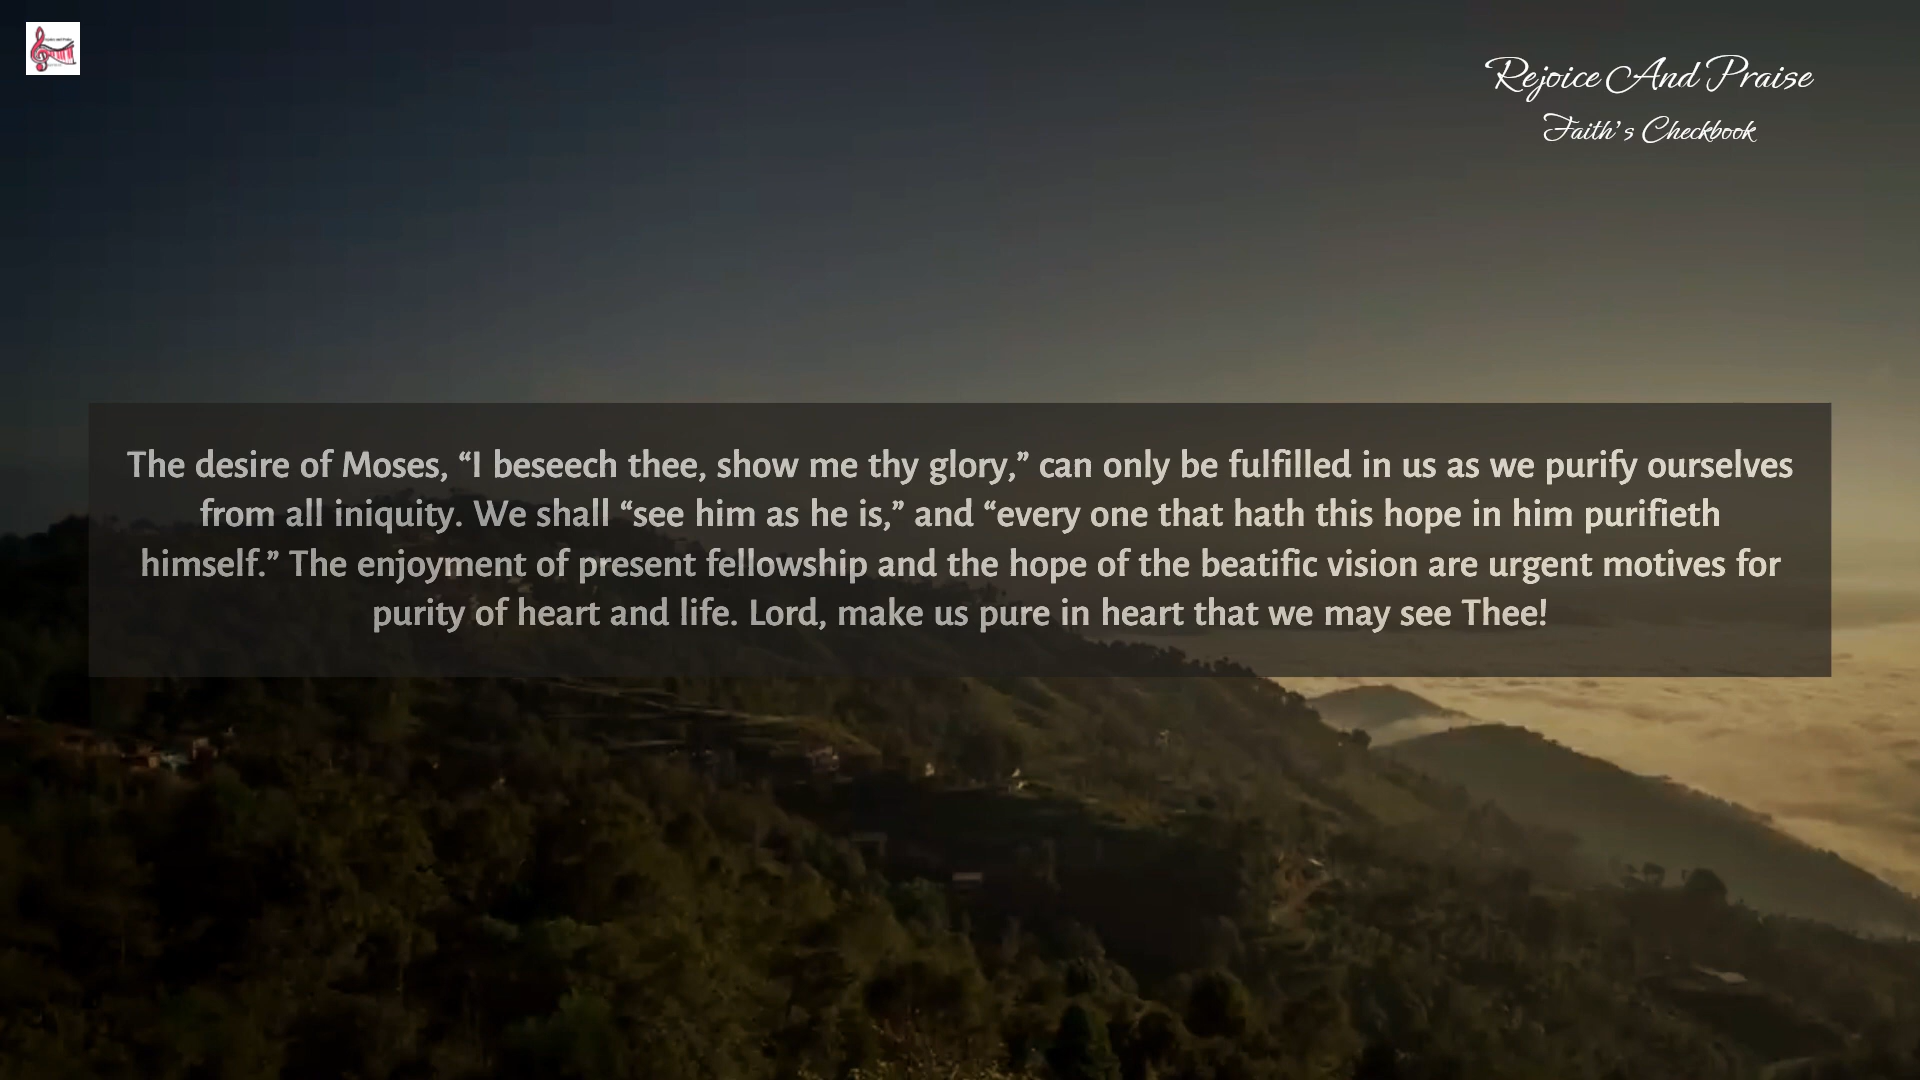 Rejoice And Praise
Faith's Checkbook
The desire of Moses, “I beseech thee, show me thy glory,” can only be fulfilled in us as we purify ourselves
from all iniquity. We shall “see him as he is,” and “every one that hath this hope in him purifieth
himself.” The enjoyment of present fellowship and the hope of the beatific vision are urgent motives for
purity of heart and life. Lord, make us pure in heart that we may see Thee!